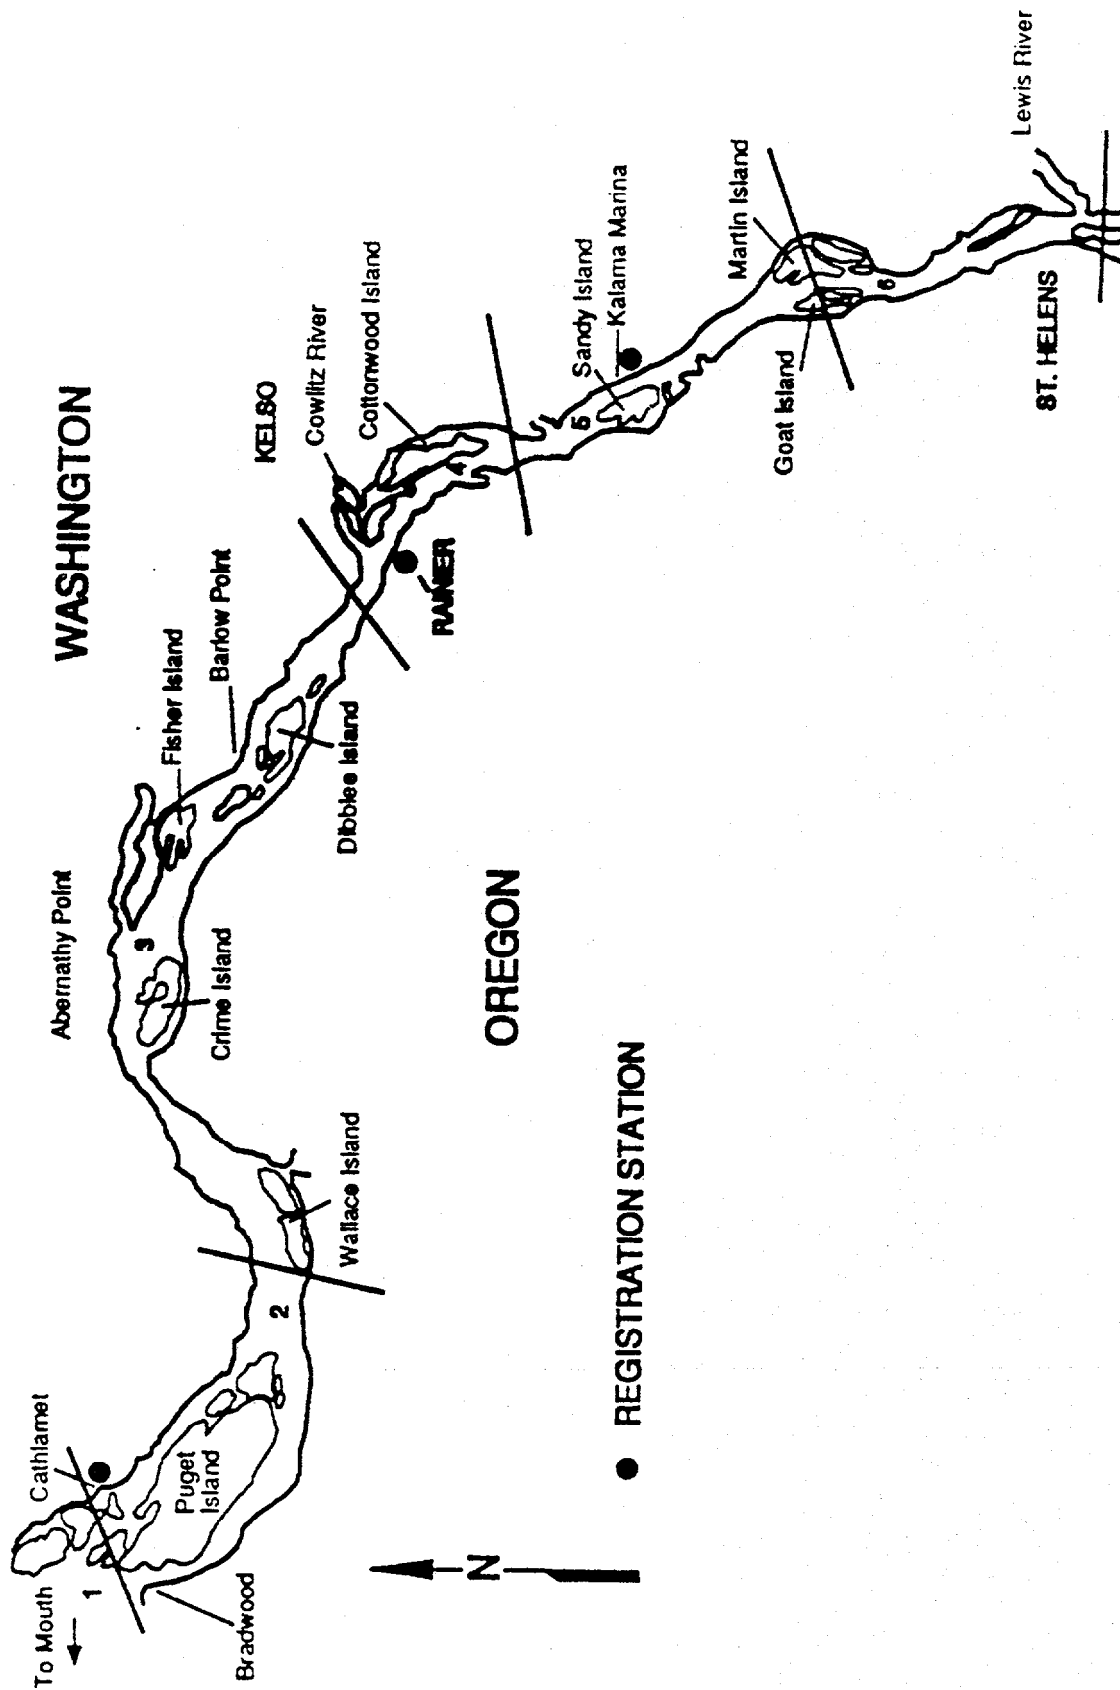 WASHINGTON
OREGON
To Mouth
1
Cathlamet
Bradwood
Puget
Island
2
Wallace Island
Abernathy Point
3
Crime Island
Fisher Island
Barlow Point
Dibblee Island
KELSO
Cowlitz River
Cottonwood Island
RAINIER
4
5
Sandy Island
Kalama Marina
Martin Island
Goat Island
6
ST. HELENS
Lewis River
N
REGISTRATION STATION